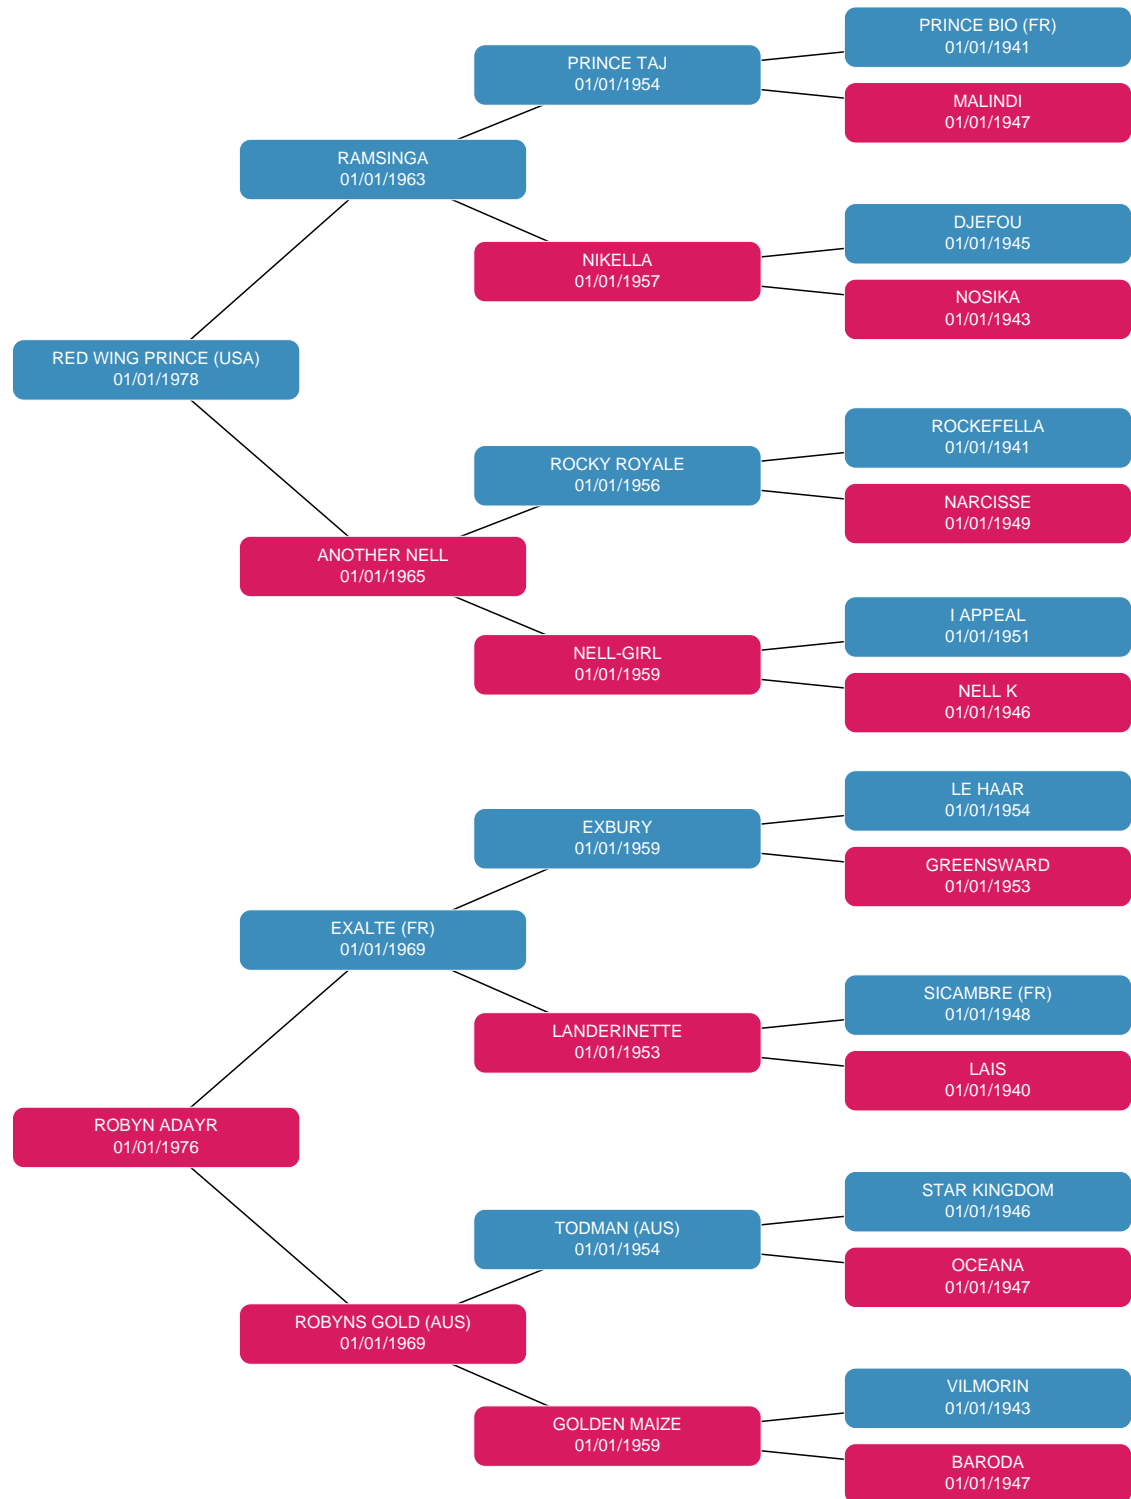 PRINCE BIO (FR)
01/01/1941
PRINCE TAJ
01/01/1954
MALINDI
01/01/1947
RAMSINGA
01/01/1963
DJEFOU
01/01/1945
NIKELLA
01/01/1957
NOSIKA
01/01/1943
RED WING PRINCE (USA)
01/01/1978
ROCKEFELLA
01/01/1941
ROCKY ROYALE
01/01/1956
NARCISSE
01/01/1949
ANOTHER NELL
01/01/1965
I APPEAL
01/01/1951
NELL-GIRL
01/01/1959
NELL K
01/01/1946
LE HAAR
01/01/1954
EXBURY
01/01/1959
GREENSWARD
01/01/1953
EXALTE (FR)
01/01/1969
SICAMBRE (FR)
01/01/1948
LANDERINETTE
01/01/1953
LAIS
01/01/1940
ROBYN ADAYR
01/01/1976
STAR KINGDOM
01/01/1946
TODMAN (AUS)
01/01/1954
OCEANA
01/01/1947
ROBYNS GOLD (AUS)
01/01/1969
VILMORIN
01/01/1943
GOLDEN MAIZE
01/01/1959
BARODA
01/01/1947